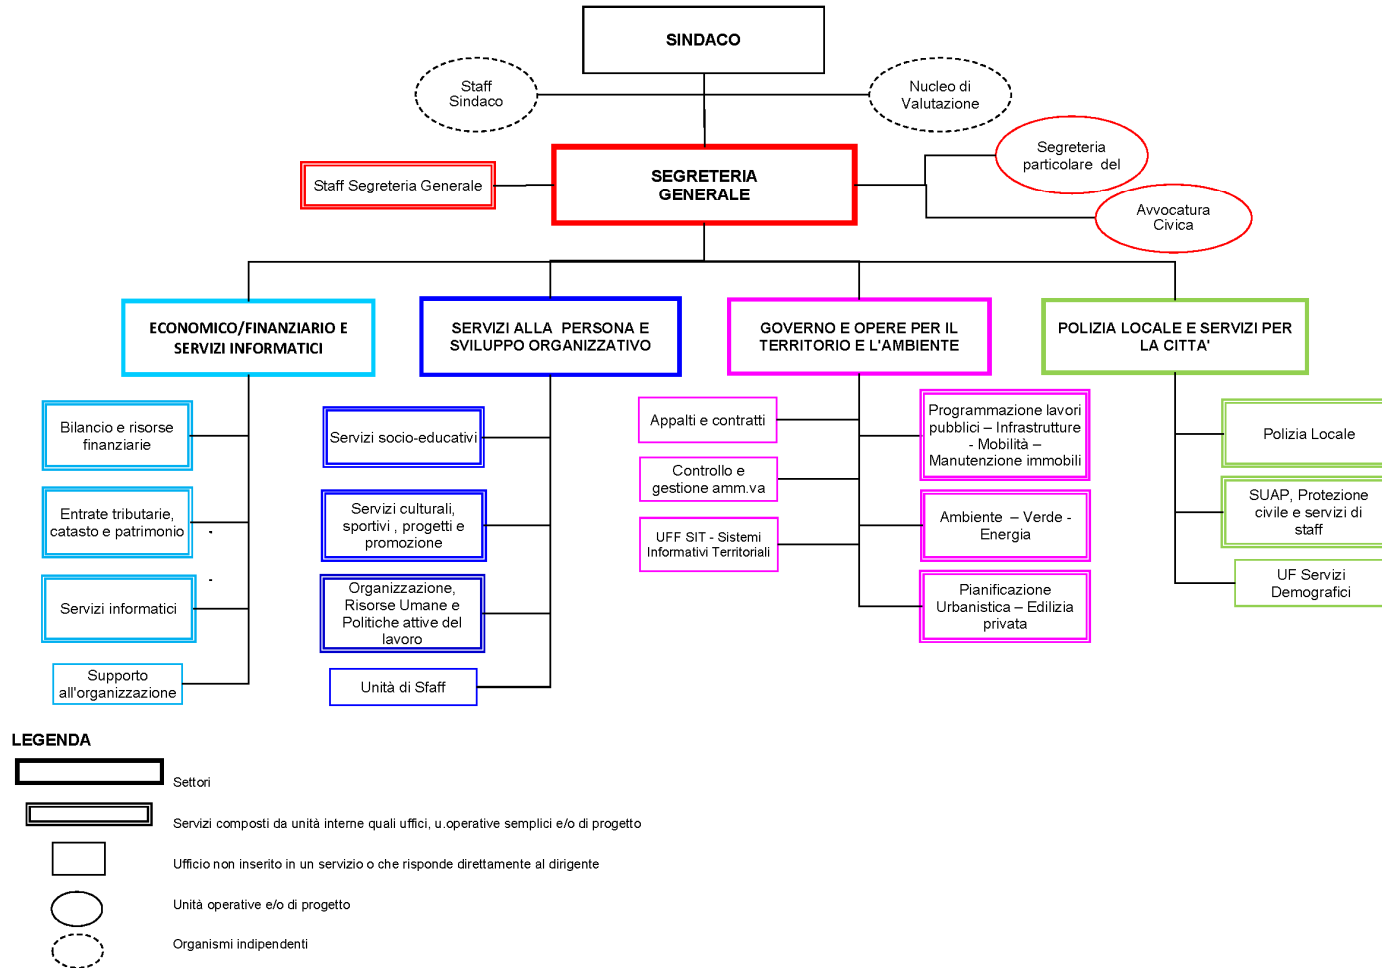 SINDACO
Staff
Sindaco
Nucleo di
Valutazione
Segreteria
particolare  del
Staff Segreteria Generale
SEGRETERIA
GENERALE
Avvocatura
Civica
ECONOMICO/FINANZIARIO E
SERVIZI INFORMATICI
SERVIZI ALLA  PERSONA E
SVILUPPO ORGANIZZATIVO
GOVERNO E OPERE PER IL
TERRITORIO E L'AMBIENTE
POLIZIA LOCALE E SERVIZI PER
LA CITTA'
Bilancio e risorse
finanziarie
Entrate tributarie,
catasto e patrimonio
Servizi informatici
Supporto
all'organizzazione
Servizi socio-educativi
Servizi culturali,
sportivi , progetti e
promozione
Organizzazione,
Risorse Umane e
Politiche attive del
lavoro
Unità di Sfaff
Appalti e contratti
Controllo e
gestione amm.va
UFF SIT - Sistemi
Informativi Territoriali
Programmazione lavori
pubblici – Infrastrutture
- Mobilità –
Manutenzione immobili
Ambiente  – Verde -
Energia
Pianificazione
Urbanistica – Edilizia
privata
Polizia Locale
SUAP, Protezione
civile e servizi di
staff
UF Servizi
Demografici
LEGENDA
Settori
Servizi composti da unità interne quali uffici, u.operative semplici e/o di progetto
Ufficio non inserito in un servizio o che risponde direttamente al dirigente
Unità operative e/o di progetto
Organismi indipendenti